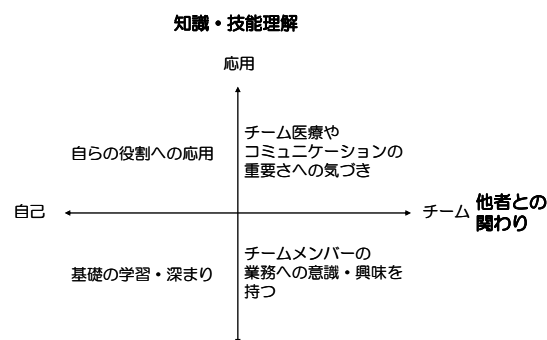 知識・技能理解
応用
自らの役割への応用
チーム医療や
コミュニケーションの
重要さへの気づき
自己
チーム
他者との
関わり
基礎の学習・深まり
チームメンバーの
業務への意識・興味を
持つ